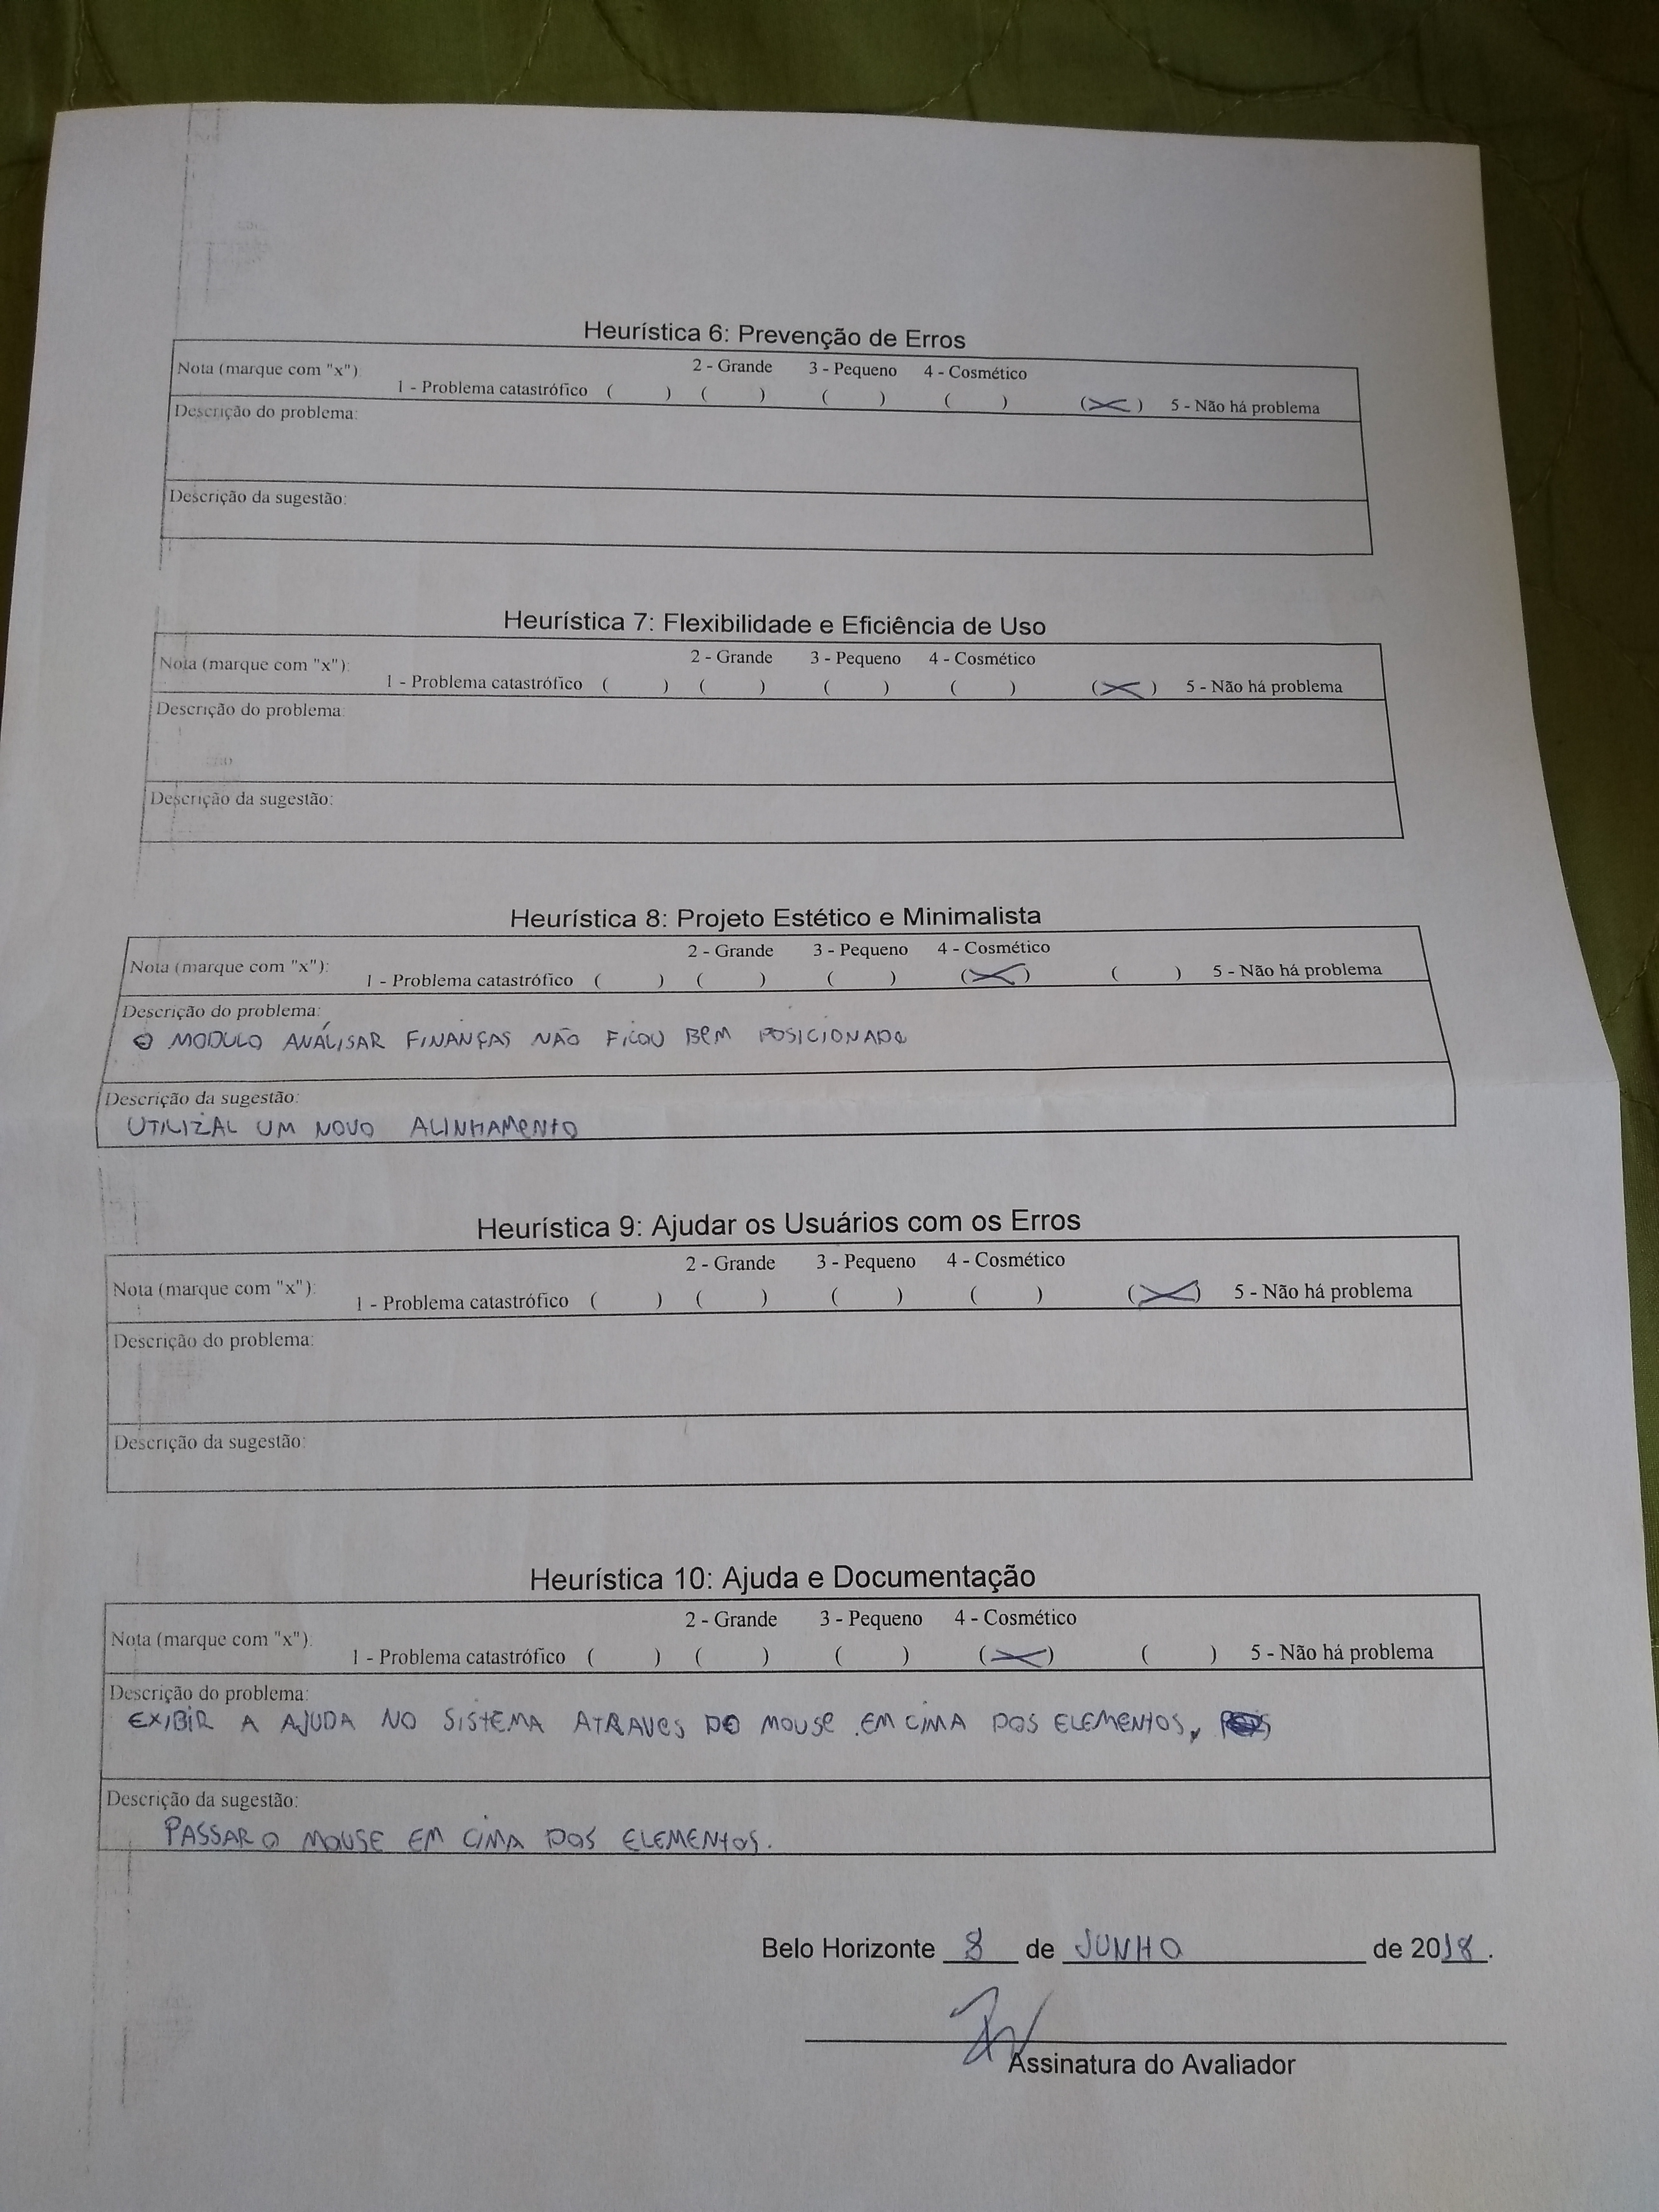 Heurística 6: Prevenção de Erros
Nota (marque com "x"): 1 - Problema catastrófico ( ) 2 - Grande ( ) 3 - Pequeno ( ) 4 - Cosmético ( ) (X) 5 - Não há problema
Descrição do problema:
Descrição da sugestão:
Heurística 7: Flexibilidade e Eficiência de Uso
Nota (marque com "x"): 1 - Problema catastrófico ( ) 2 - Grande ( ) 3 - Pequeno ( ) 4 - Cosmético ( ) (X) 5 - Não há problema
Descrição do problema:
Descrição da sugestão:
Heurística 8: Projeto Estético e Minimalista
Nota (marque com "x"): 1 - Problema catastrófico ( ) 2 - Grande ( ) 3 - Pequeno ( ) 4 - Cosmético (X) ( ) 5 - Não há problema
Descrição do problema:
O MODULO ANÁLISAR FINANÇAS NÃO FICOU BEM POSICIONADO
Descrição da sugestão:
UTILIZAL UM NOVO ALINHAMENTO
Heurística 9: Ajudar os Usuários com os Erros
Nota (marque com "x"): 1 - Problema catastrófico ( ) 2 - Grande ( ) 3 - Pequeno ( ) 4 - Cosmético ( ) (X) 5 - Não há problema
Descrição do problema:
Descrição da sugestão:
Heurística 10: Ajuda e Documentação
Nota (marque com "x"): 1 - Problema catastrófico ( ) 2 - Grande ( ) 3 - Pequeno ( ) 4 - Cosmético (X) ( ) 5 - Não há problema
Descrição do problema:
EXIBIR A AJUDA NO SISTEMA ATRAVES DO MOUSE EM CIMA DOS ELEMENTOS,
Descrição da sugestão:
PASSAR O MOUSE EM CIMA DOS ELEMENTOS.
Belo Horizonte 8 de JUNHO de 2018.
Assinatura do Avaliador